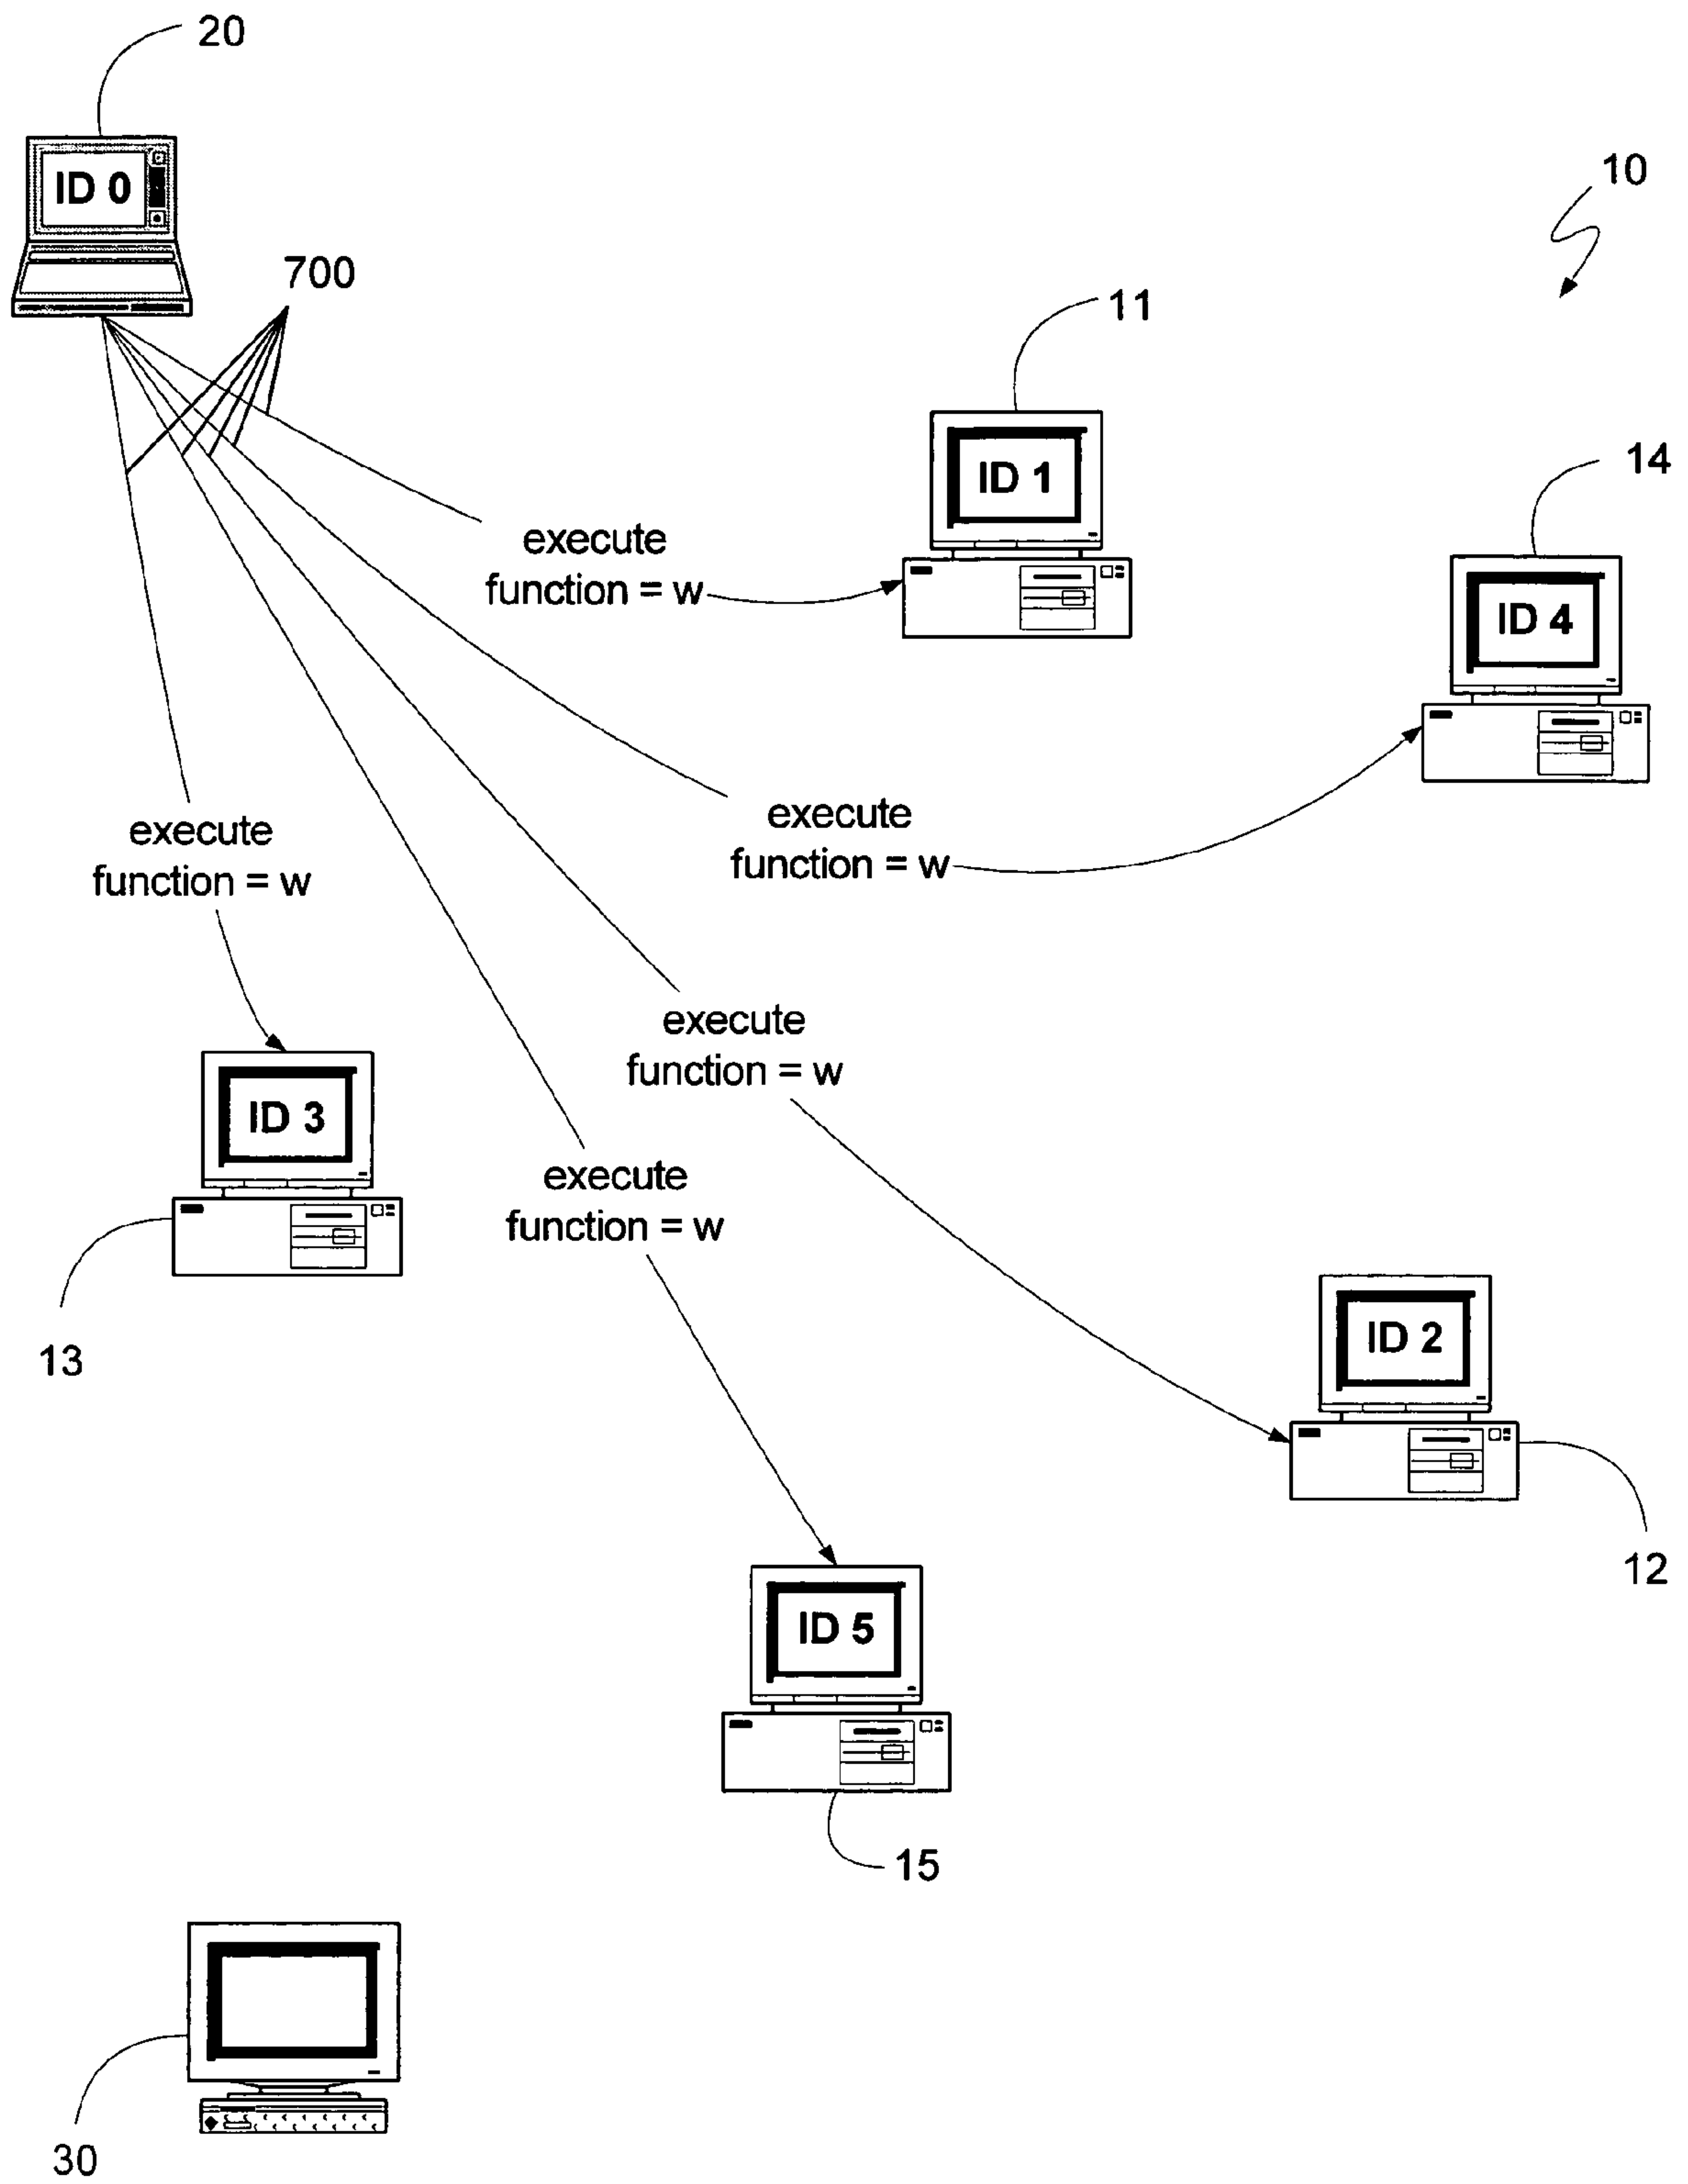 20
ID 0
10
700
11
ID 1
14
execute
function = w
ID 4
execute
function = w
execute
function = w
execute
function = w
ID 3
execute
function = w
13
ID 2
12
ID 5
15
30